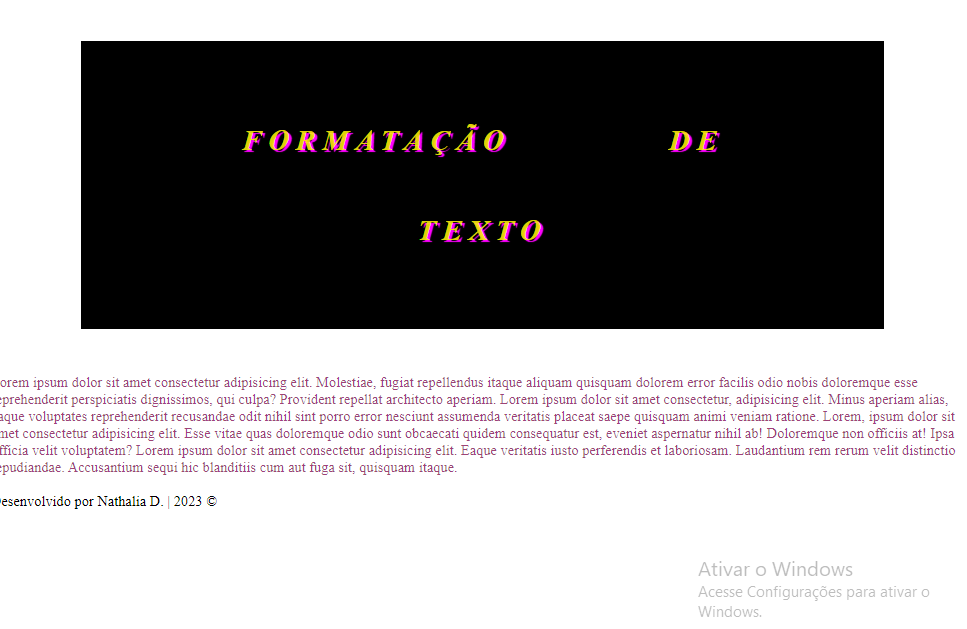 FORMATAÇÃO DE
TEXTO
orem ipsum dolor sit amet consectetur adipisicing elit. Molestiae, fugiat repellendus itaque aliquam quisquam dolorem error facilis odio nobis doloremque esse
eprehenderit perspiciatis dignissimos, qui culpa? Provident repellat architecto aperiam. Lorem ipsum dolor sit amet consectetur, adipisicing elit. Minus aperiam alias,
aque voluptates reprehenderit recusandae odit nihil sint porro error nesciunt assumenda veritatis placeat saepe quisquam animi veniam ratione. Lorem, ipsum dolor sit
met consectetur adipisicing elit. Esse vitae quas doloremque odio sunt obcaecati quidem consequatur est, eveniet aspernatur nihil ab! Doloremque non officiis at! Ipsa
fficia velit voluptatem? Lorem ipsum dolor sit amet consectetur adipisicing elit. Eaque veritatis iusto perferendis et laboriosam. Laudantium rem rerum velit distinctio
epudiandae. Accusantium sequi hic blanditiis cum aut fuga sit, quisquam itaque.
esenvolvido por Nathalia D. | 2023 ©
Ativar o Windows
Acesse Configurações para ativar o
Windows.